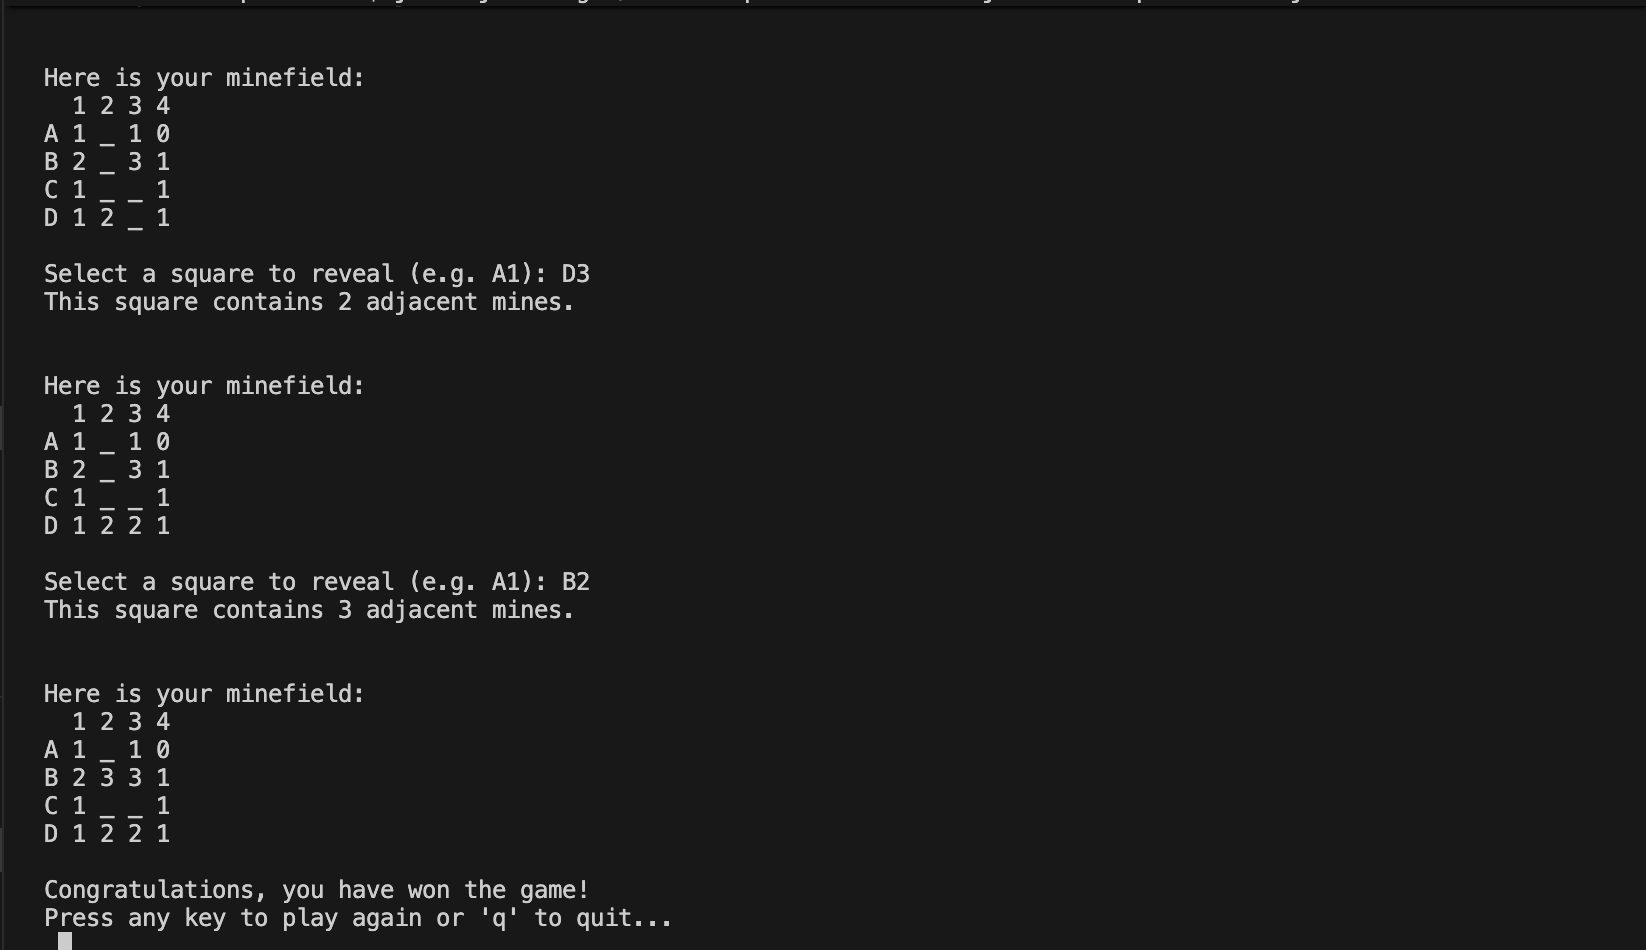 Here is your minefield:
  1 2 3 4
A 1 _ 1 0
B 2 _ 3 1
C 1 _ _ 1
D 1 2 _ 1
Select a square to reveal (e.g. A1): D3
This square contains 2 adjacent mines.
Here is your minefield:
  1 2 3 4
A 1 _ 1 0
B 2 _ 3 1
C 1 _ _ 1
D 1 2 2 1
Select a square to reveal (e.g. A1): B2
This square contains 3 adjacent mines.
Here is your minefield:
  1 2 3 4
A 1 _ 1 0
B 2 3 3 1
C 1 _ _ 1
D 1 2 2 1
Congratulations, you have won the game!
Press any key to play again or 'q' to quit...